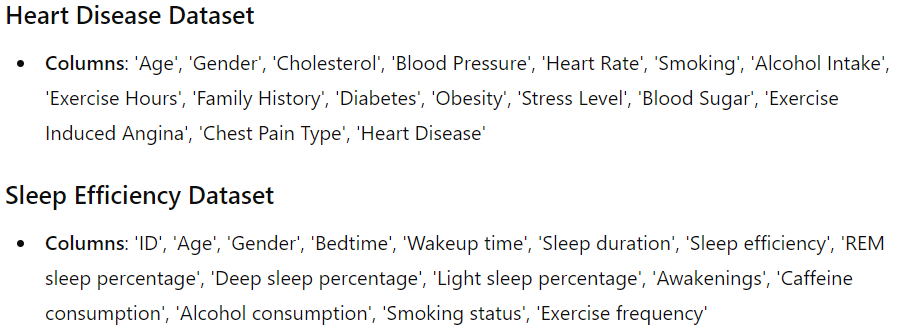 Heart Disease Dataset
• Columns: 'Age', 'Gender', 'Cholesterol', 'Blood Pressure', 'Heart Rate', 'Smoking', 'Alcohol Intake',
'Exercise Hours', 'Family History', 'Diabetes', 'Obesity', 'Stress Level', 'Blood Sugar', 'Exercise
Induced Angina', 'Chest Pain Type', 'Heart Disease'
Sleep Efficiency Dataset
• Columns: 'ID', 'Age', 'Gender', 'Bedtime', 'Wakeup time', 'Sleep duration', 'Sleep efficiency', 'REM
sleep percentage', 'Deep sleep percentage', 'Light sleep percentage', 'Awakenings', 'Caffeine
consumption', 'Alcohol consumption', 'Smoking status', 'Exercise frequency'